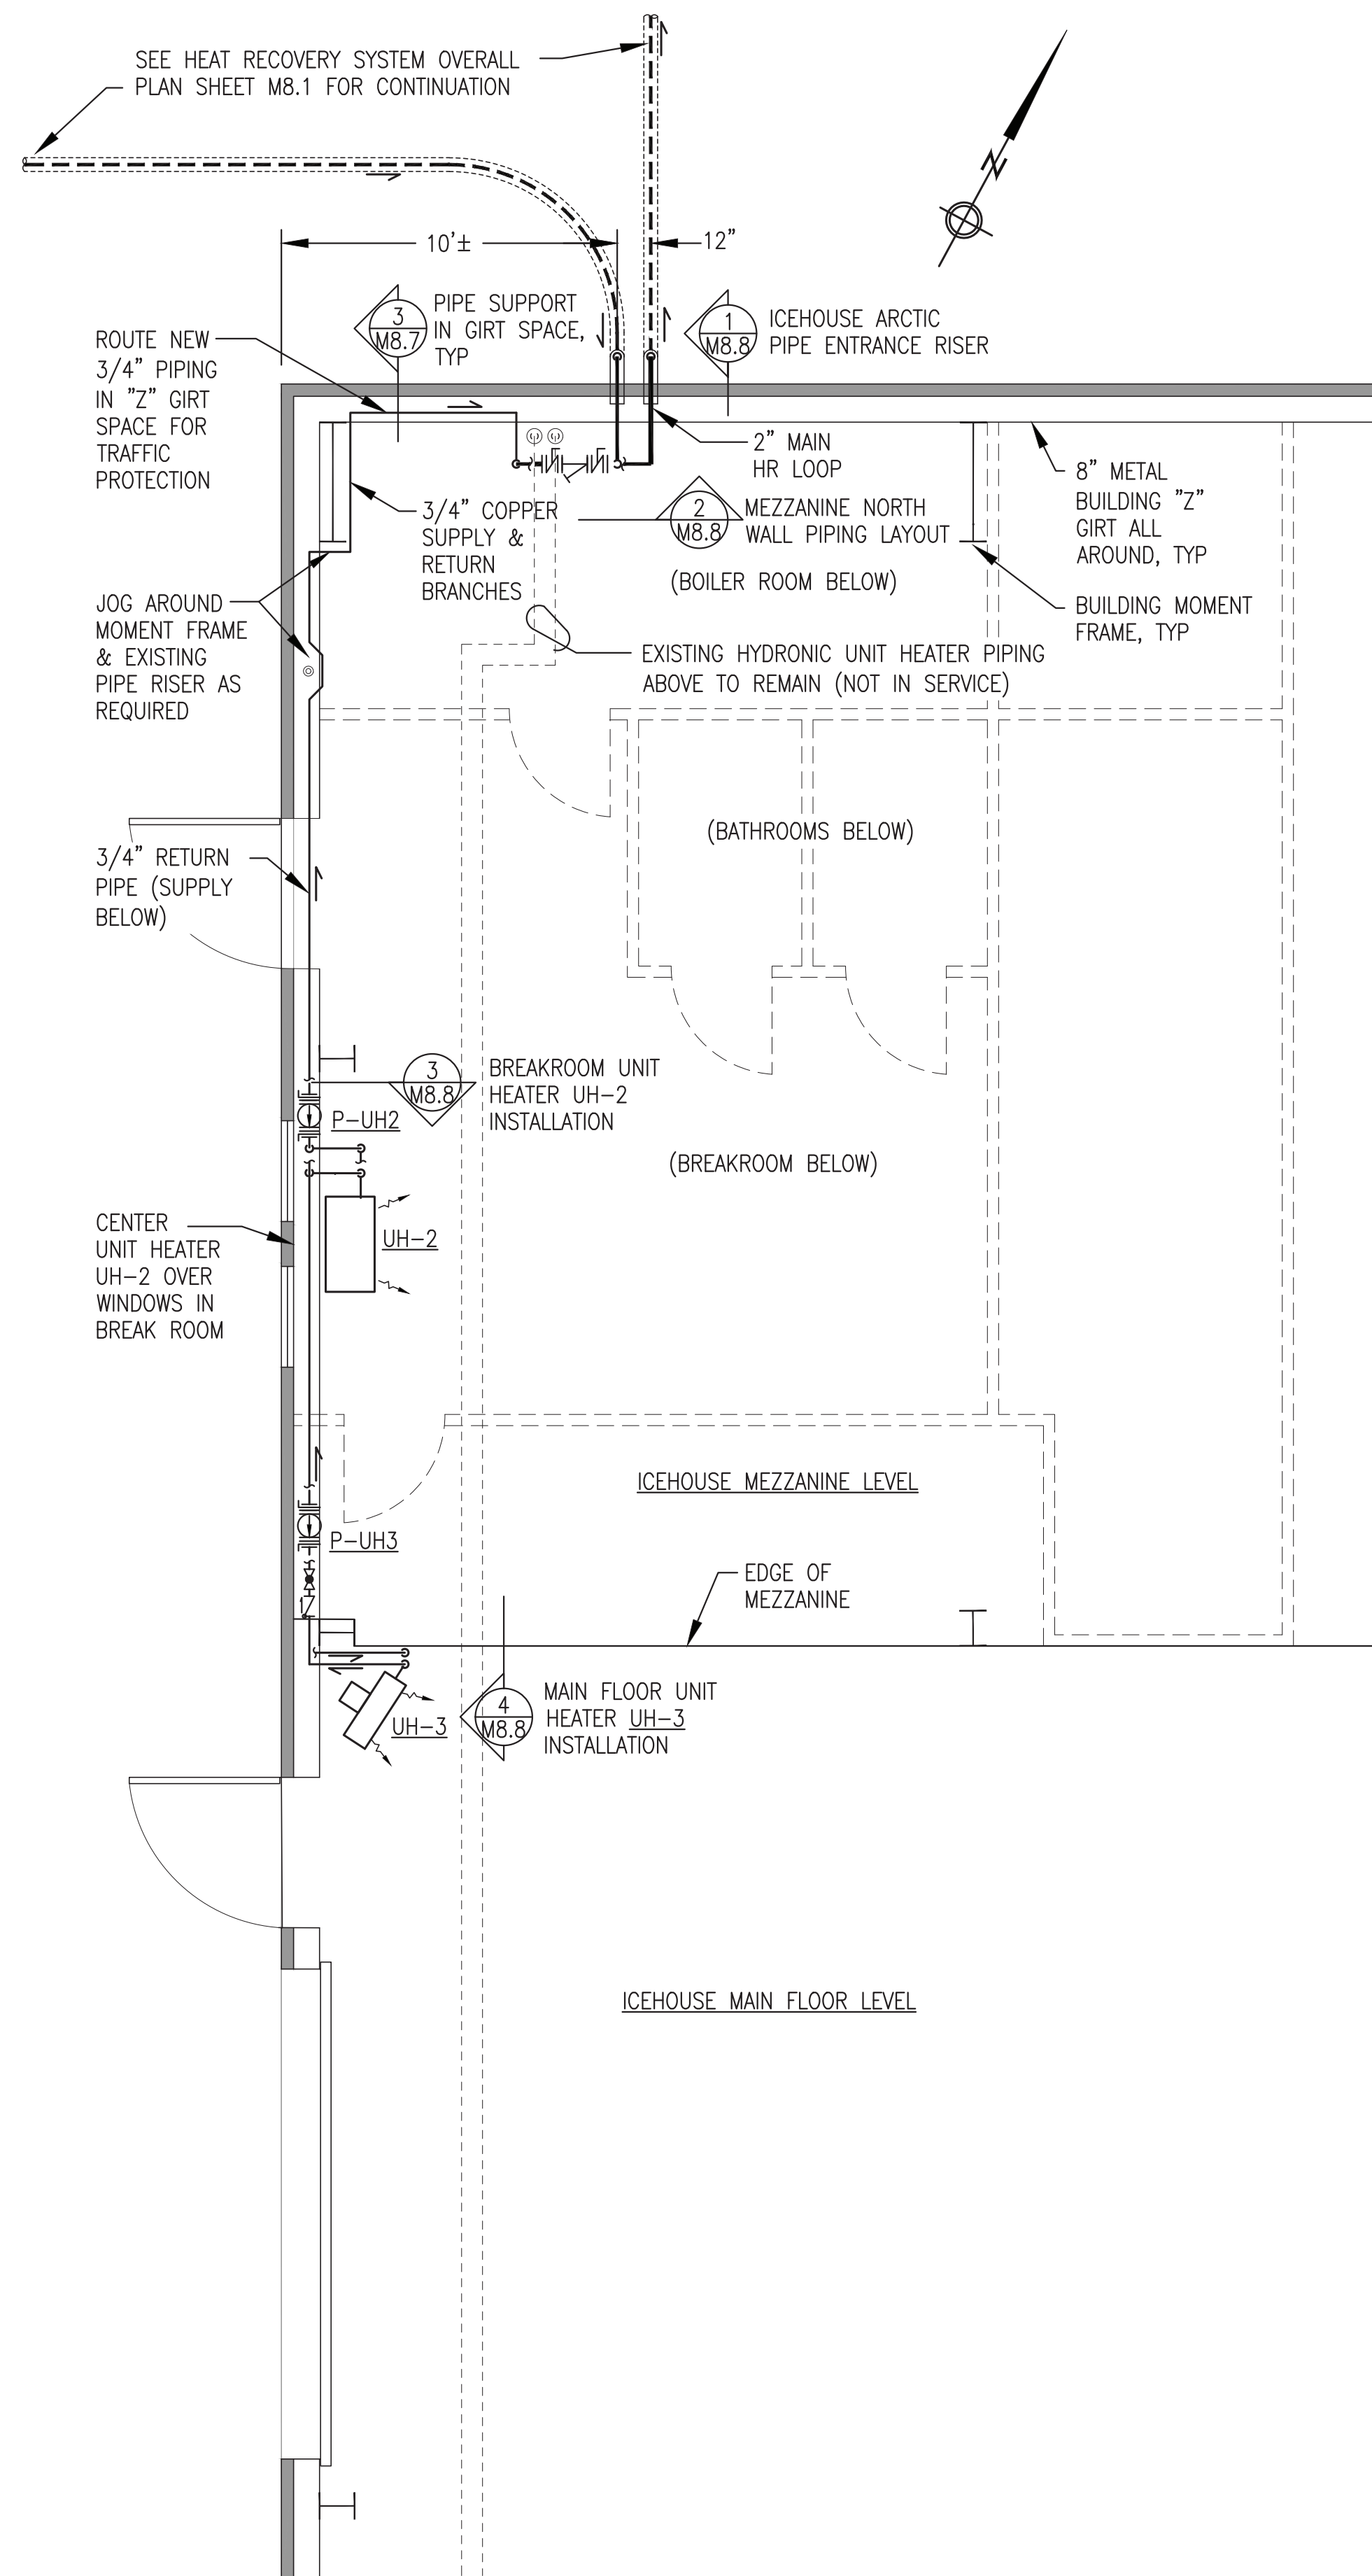 SEE HEAT RECOVERY SYSTEM OVERALL
PLAN SHEET M8.1 FOR CONTINUATION
N
10'±
12"
3
M8.7
PIPE SUPPORT
IN GIRT SPACE,
TYP
1
M8.8
ICEHOUSE ARCTIC
PIPE ENTRANCE RISER
ROUTE NEW
3/4" PIPING
IN "Z" GIRT
SPACE FOR
TRAFFIC
PROTECTION
2" MAIN
HR LOOP
8" METAL
BUILDING "Z"
GIRT ALL
AROUND, TYP
3/4" COPPER
SUPPLY &
RETURN
BRANCHES
2
M8.8
MEZZANINE NORTH
WALL PIPING LAYOUT
(BOILER ROOM BELOW)
BUILDING MOMENT
FRAME, TYP
JOG AROUND
MOMENT FRAME
& EXISTING
PIPE RISER AS
REQUIRED
EXISTING HYDRONIC UNIT HEATER PIPING
ABOVE TO REMAIN (NOT IN SERVICE)
(BATHROOMS BELOW)
3/4" RETURN
PIPE (SUPPLY
BELOW)
3
M8.8
BREAKROOM UNIT
HEATER UH-2
INSTALLATION
P-UH2
(BREAKROOM BELOW)
CENTER
UNIT HEATER
UH-2 OVER
WINDOWS IN
BREAK ROOM
UH-2
ICEHOUSE MEZZANINE LEVEL
P-UH3
EDGE OF
MEZZANINE
4
M8.8
MAIN FLOOR UNIT
HEATER UH-3
INSTALLATION
UH-3
ICEHOUSE MAIN FLOOR LEVEL